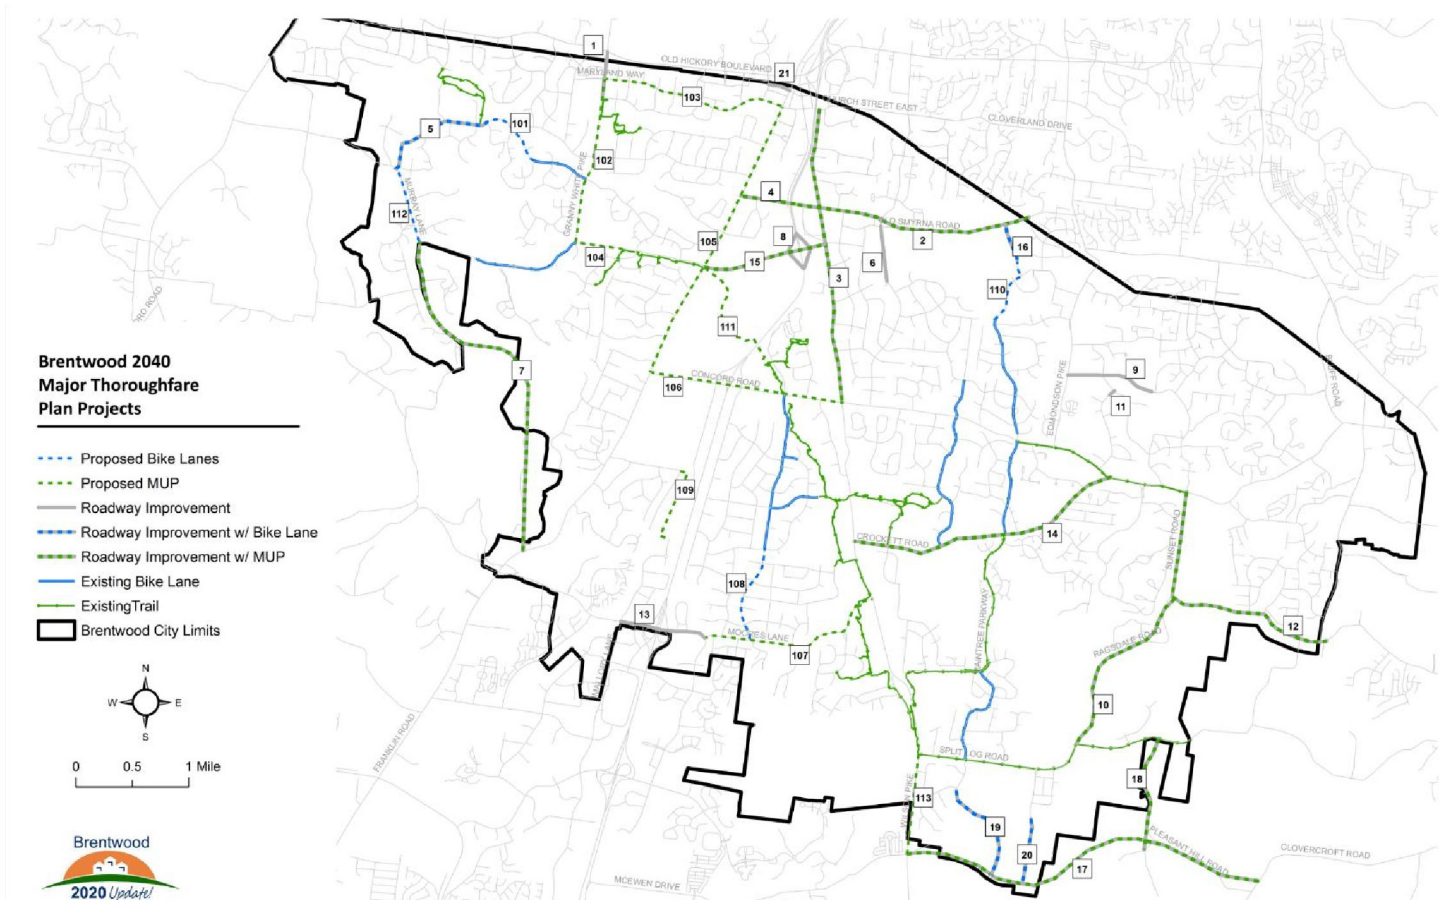 1
OLD HICKORY BOULEVARD
21
MARYLAND WAY
103
CHURCH STREET EAST
CLOVERLAND DRIVE
5
101
102
GRANNY WHITE PIKE
MURRAY LANE
112
4
OLD SMYRNA ROAD
2
8
105
16
104
15
6
3
110
111
CONCORD ROAD
106
7
9
EDMONDSON PIKE
11
Brentwood 2040
Major Thoroughfare
Plan Projects
Proposed Bike Lanes
Proposed MUP
Roadway Improvement
Roadway Improvement w/ Bike Lane
Roadway Improvement w/ MUP
Existing Bike Lane
ExistingTrail
Brentwood City Limits
109
CROCKETT ROAD
14
SUNSET ROAD
108
13
MOORES LANE
107
RAINTREE PARKWAY
RAGSDALE ROAD
12
10
N
W E
S
0 0.5 1 Mile
FRANKLIN ROAD
SPLIT LOG ROAD
18
WILSON PIKE
113
19
20
17
PLEASANT HILL ROAD
CLOVERCROFT ROAD
MCEWEN DRIVE
Brentwood
2020 Update!